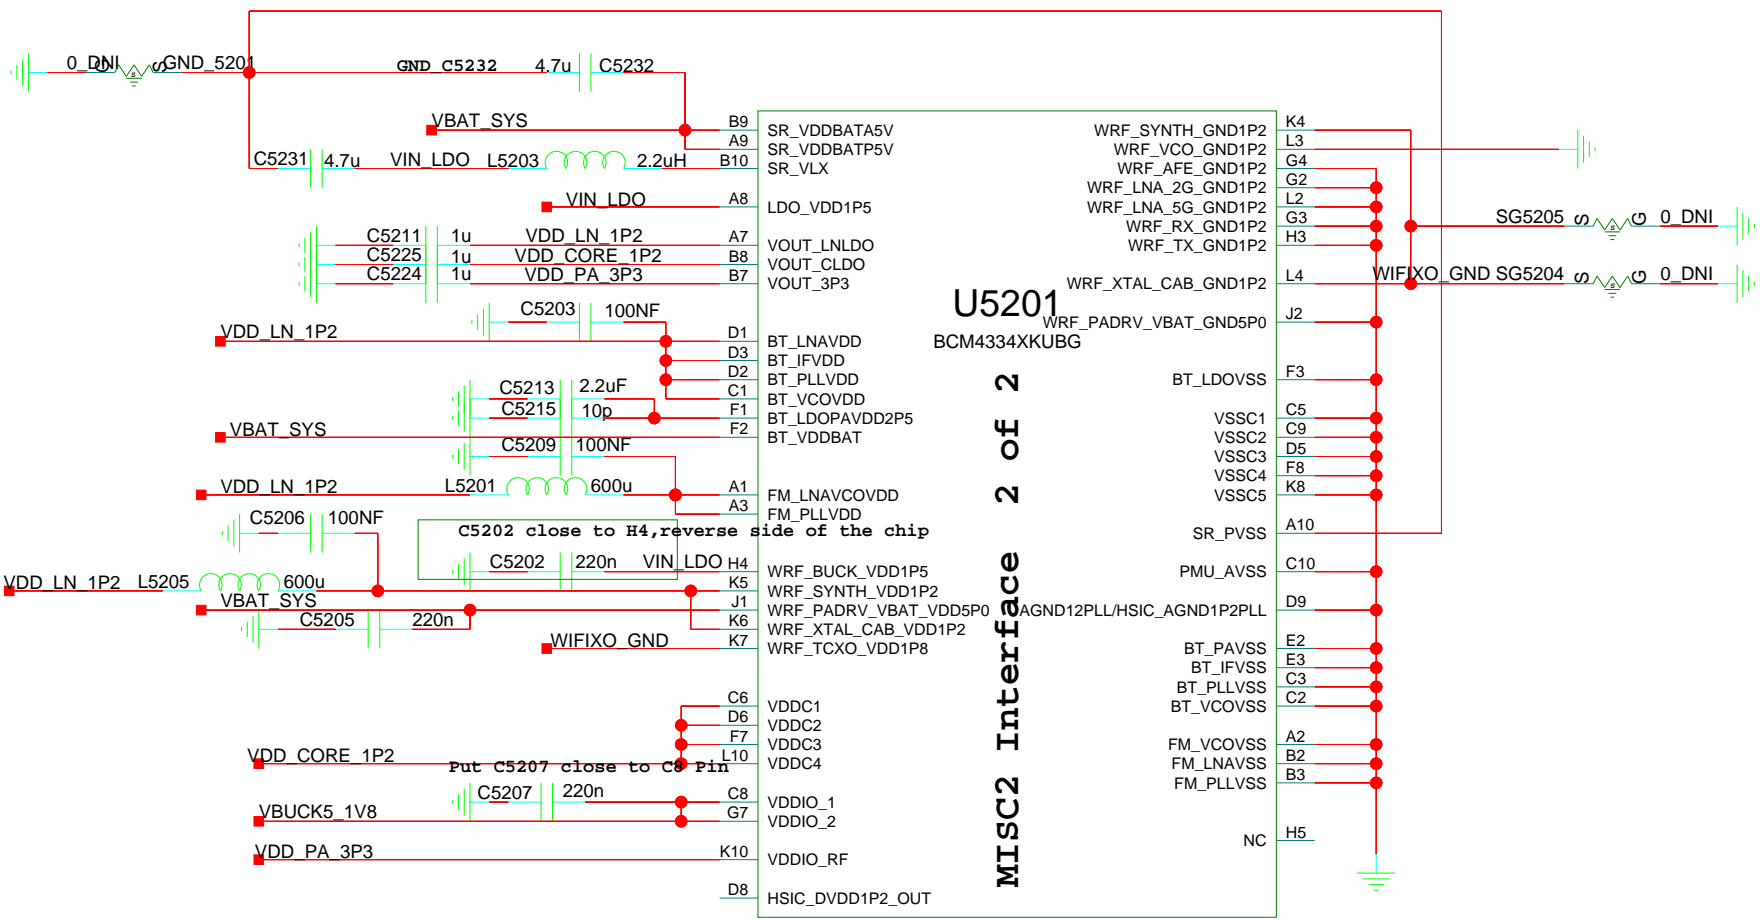 0_DNI G S GND_5201 GND_C5232 4.7u C5232
VBAT_SYS B9 SR_VDDBATA5V WRF_SYNTH_GND1P2 K4
A9 SR_VDDBATP5V WRF_VCO_GND1P2 L3
C5231 4.7u VIN_LDO L5203 2.2uH B10 SR_VLX WRF_AFE_GND1P2 G4
WRF_LNA_2G_GND1P2 G2
VIN_LDO A8 LDO_VDD1P5 WRF_LNA_5G_GND1P2 L2
WRF_RX_GND1P2 G3 SG5205 S s G 0_DNI
C5211 1u VDD_LN_1P2 A7 VOUT_LNLDO WRF_TX_GND1P2 H3
C5225 1u VDD_CORE_1P2 B8 VOUT_CLDO
C5224 1u VDD_PA_3P3 B7 VOUT_3P3 WRF_XTAL_CAB_GND1P2 L4 WIFIXO_GND SG5204 S s G 0_DNI
U5201
C5203 100NF WRF_PADRV_VBAT_GND5P0 J2
VDD_LN_1P2 D1 BT_LNAVDD BCM4334XKUBG
D3 BT_IFVDD
D2 BT_PLLVDD BT_LDOVSS F3
C5213 2.2uF C1 BT_VCOVDD
C5215 10p F1 BT_LDOPAVDD2P5 VSSC1 C5
VBAT_SYS F2 BT_VDDBAT VSSC2 C9
C5209 100NF VSSC3 D5
VSSC4 F8
VDD_LN_1P2 L5201 600u A1 FM_LNAVCOVDD VSSC5 K8
A3 FM_PLLVDD
C5206 100NF C5202 close to H4,reverse side of the chip SR_PVSS A10
C5202 220n VIN_LDO H4 WRF_BUCK_VDD1P5 PMU_AVSS C10
VDD_LN_1P2 L5205 600u K5 WRF_SYNTH_VDD1P2
VBAT_SYS J1 WRF_PADRV_VBAT_VDD5P0 AGND12PLL/HSIC_AGND1P2PLL D9
C5205 220n K6 WRF_XTAL_CAB_VDD1P2
WIFIXO_GND K7 WRF_TCXO_VDD1P8 BT_PAVSS E2
BT_IFVSS E3
BT_PLLVSS C3
C6 VDDC1 BT_VCOVSS C2
D6 VDDC2
F7 VDDC3 FM_VCOVSS A2
VDD_CORE_1P2 L10 VDDC4 FM_LNAVSS B2
Put C5207 close to C8 Pin FM_PLLVSS B3
C5207 220n C8 VDDIO_1
VBUCK5_1V8 G7 VDDIO_2
NC H5
VDD_PA_3P3 K10 VDDIO_RF
D8 HSIC_DVDD1P2_OUT
MISC2 Interface 2 of 2